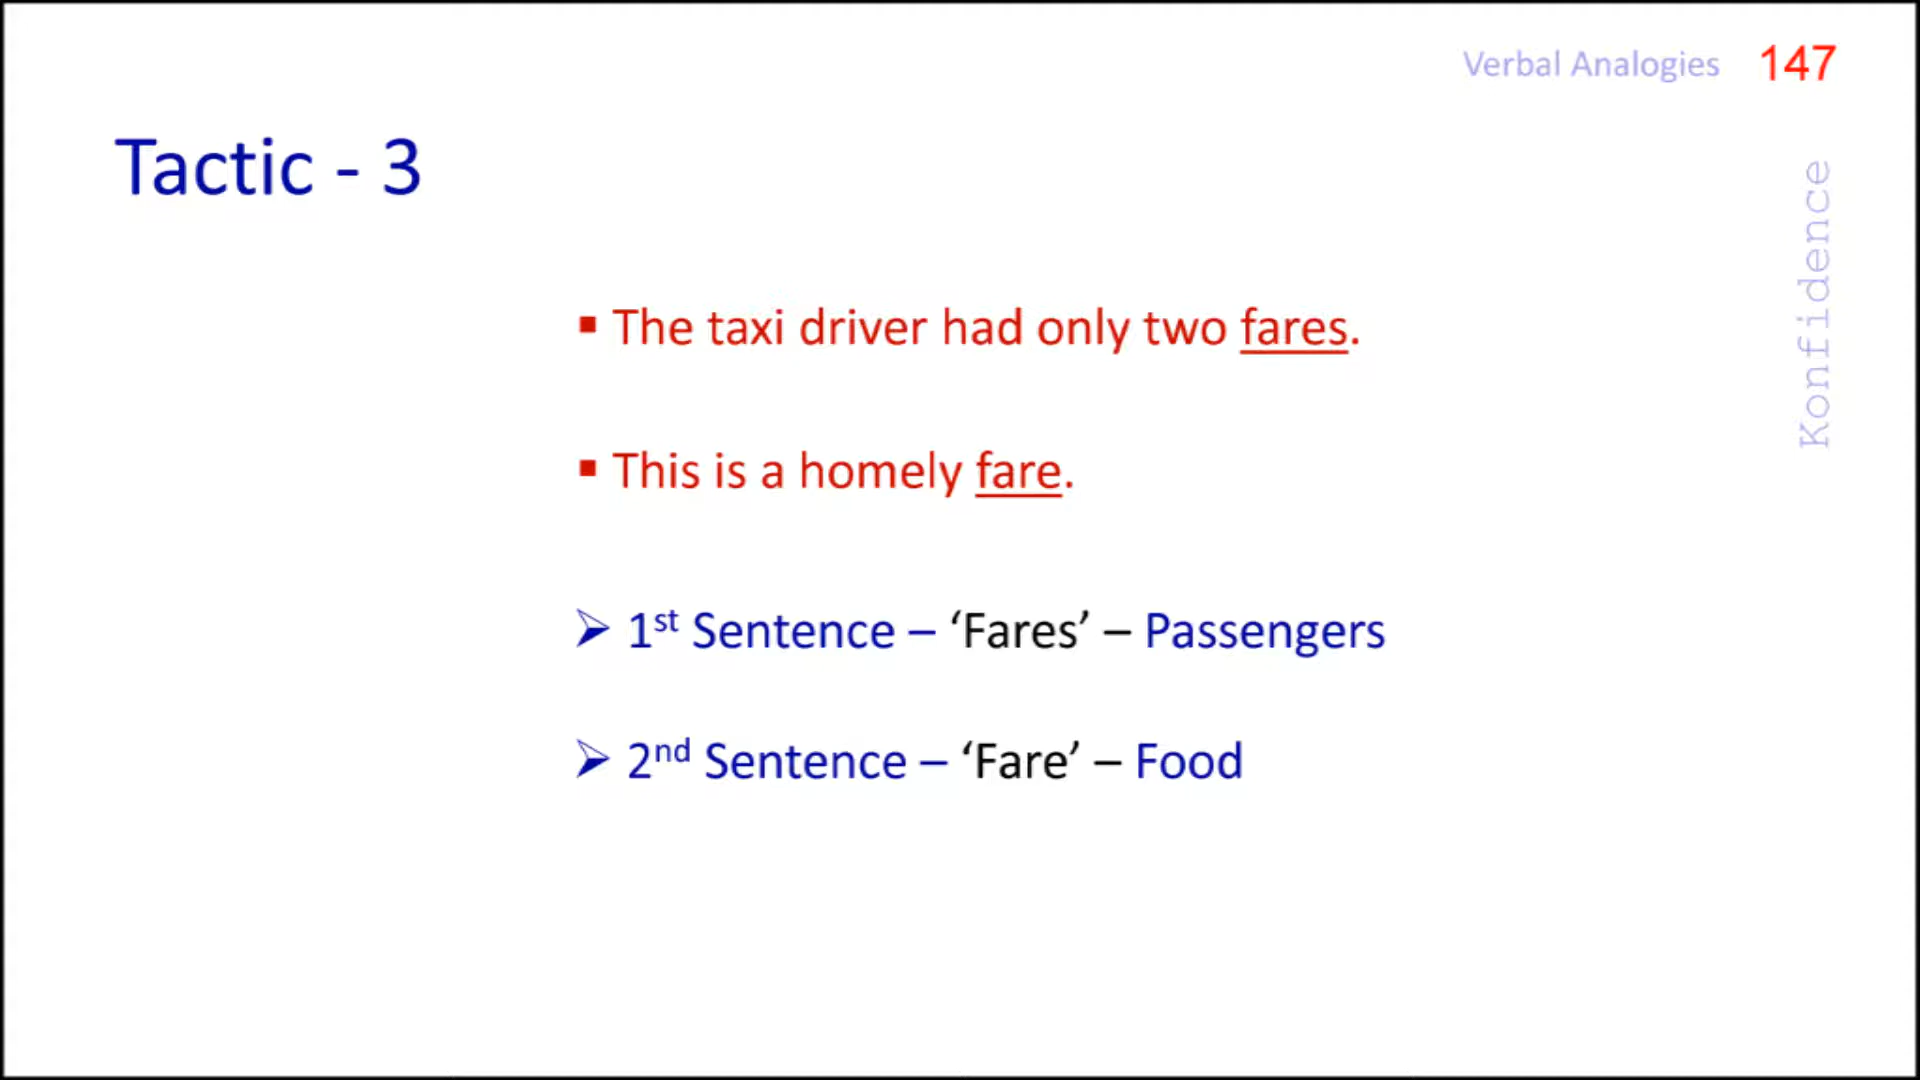 Verbal Analogies 147
Tactic - 3
Konfidence
▪ The taxi driver had only two fares.
▪ This is a homely fare.
➢ 1st Sentence – ‘Fares’ – Passengers
➢ 2nd Sentence – ‘Fare’ – Food